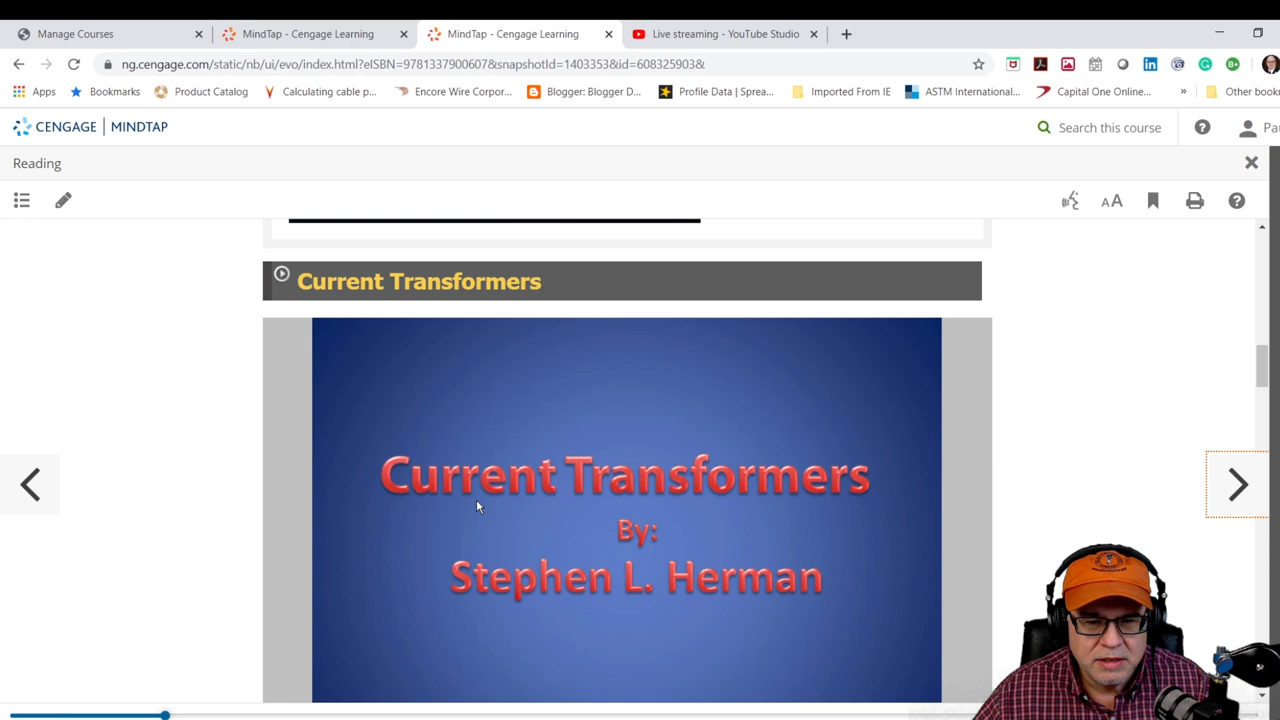 Manage Courses
MindTap - Cengage Learning
MindTap - Cengage Learning
Live streaming - YouTube Studio
ng.cengage.com/static/nb/ui/evo/index.html?eISBN=9781337900607&snapshotId=1403353&id=608325903&
Apps Bookmarks Product Catalog Calculating cable p... Encore Wire Corpor... Blogger: Blogger D... Profile Data | Sprea... Imported From IE ASTM International... Capital One Online... » Other book
CENGAGE | MINDTAP
Search this course
Pa
Reading
AA
Current Transformers
Current Transformers
By:
Stephen L. Herman